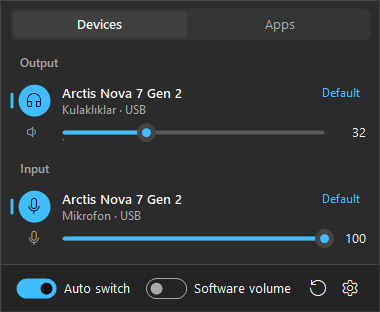 Devices
Apps
Output
Arctis Nova 7 Gen 2
Default
Kulaklıklar · USB
32
Input
Arctis Nova 7 Gen 2
Default
Mikrofon · USB
100
Auto switch
Software volume